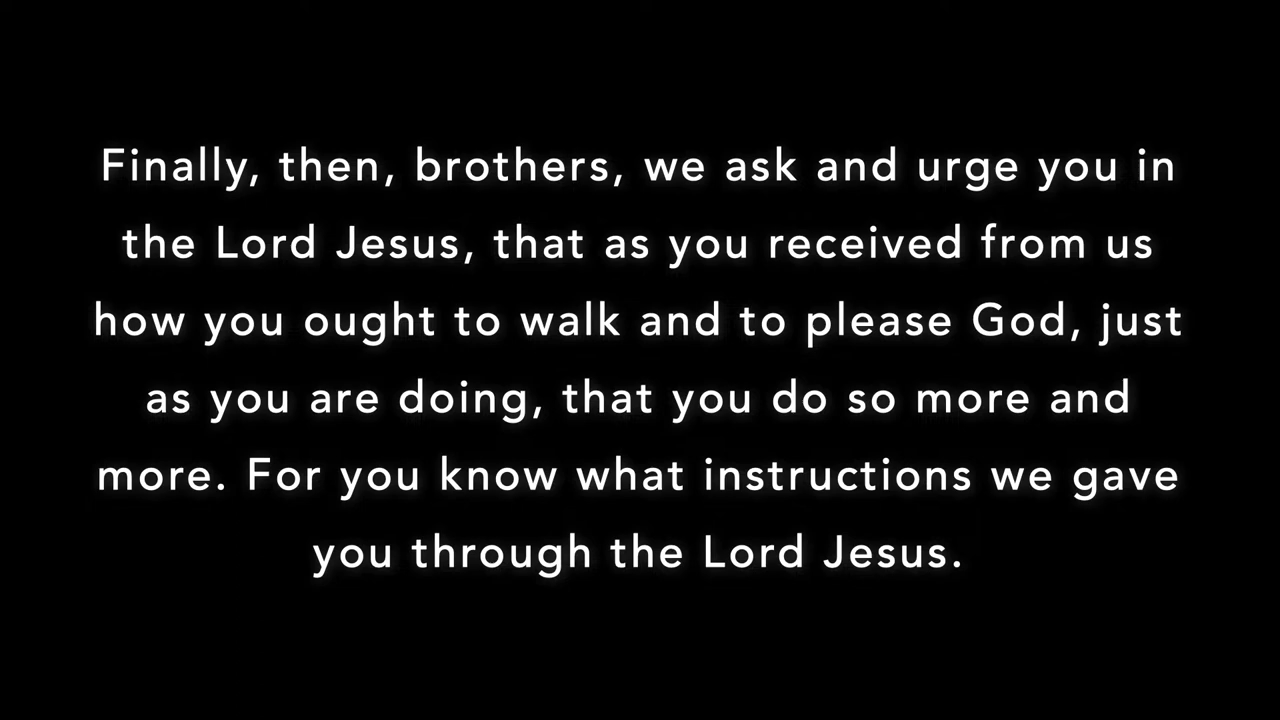 Finally, then, brothers, we ask and urge you in
the Lord Jesus, that as you received from us
how you ought to walk and to please God, just
as you are doing, that you do so more and
more. For you know what instructions we gave
you through the Lord Jesus.